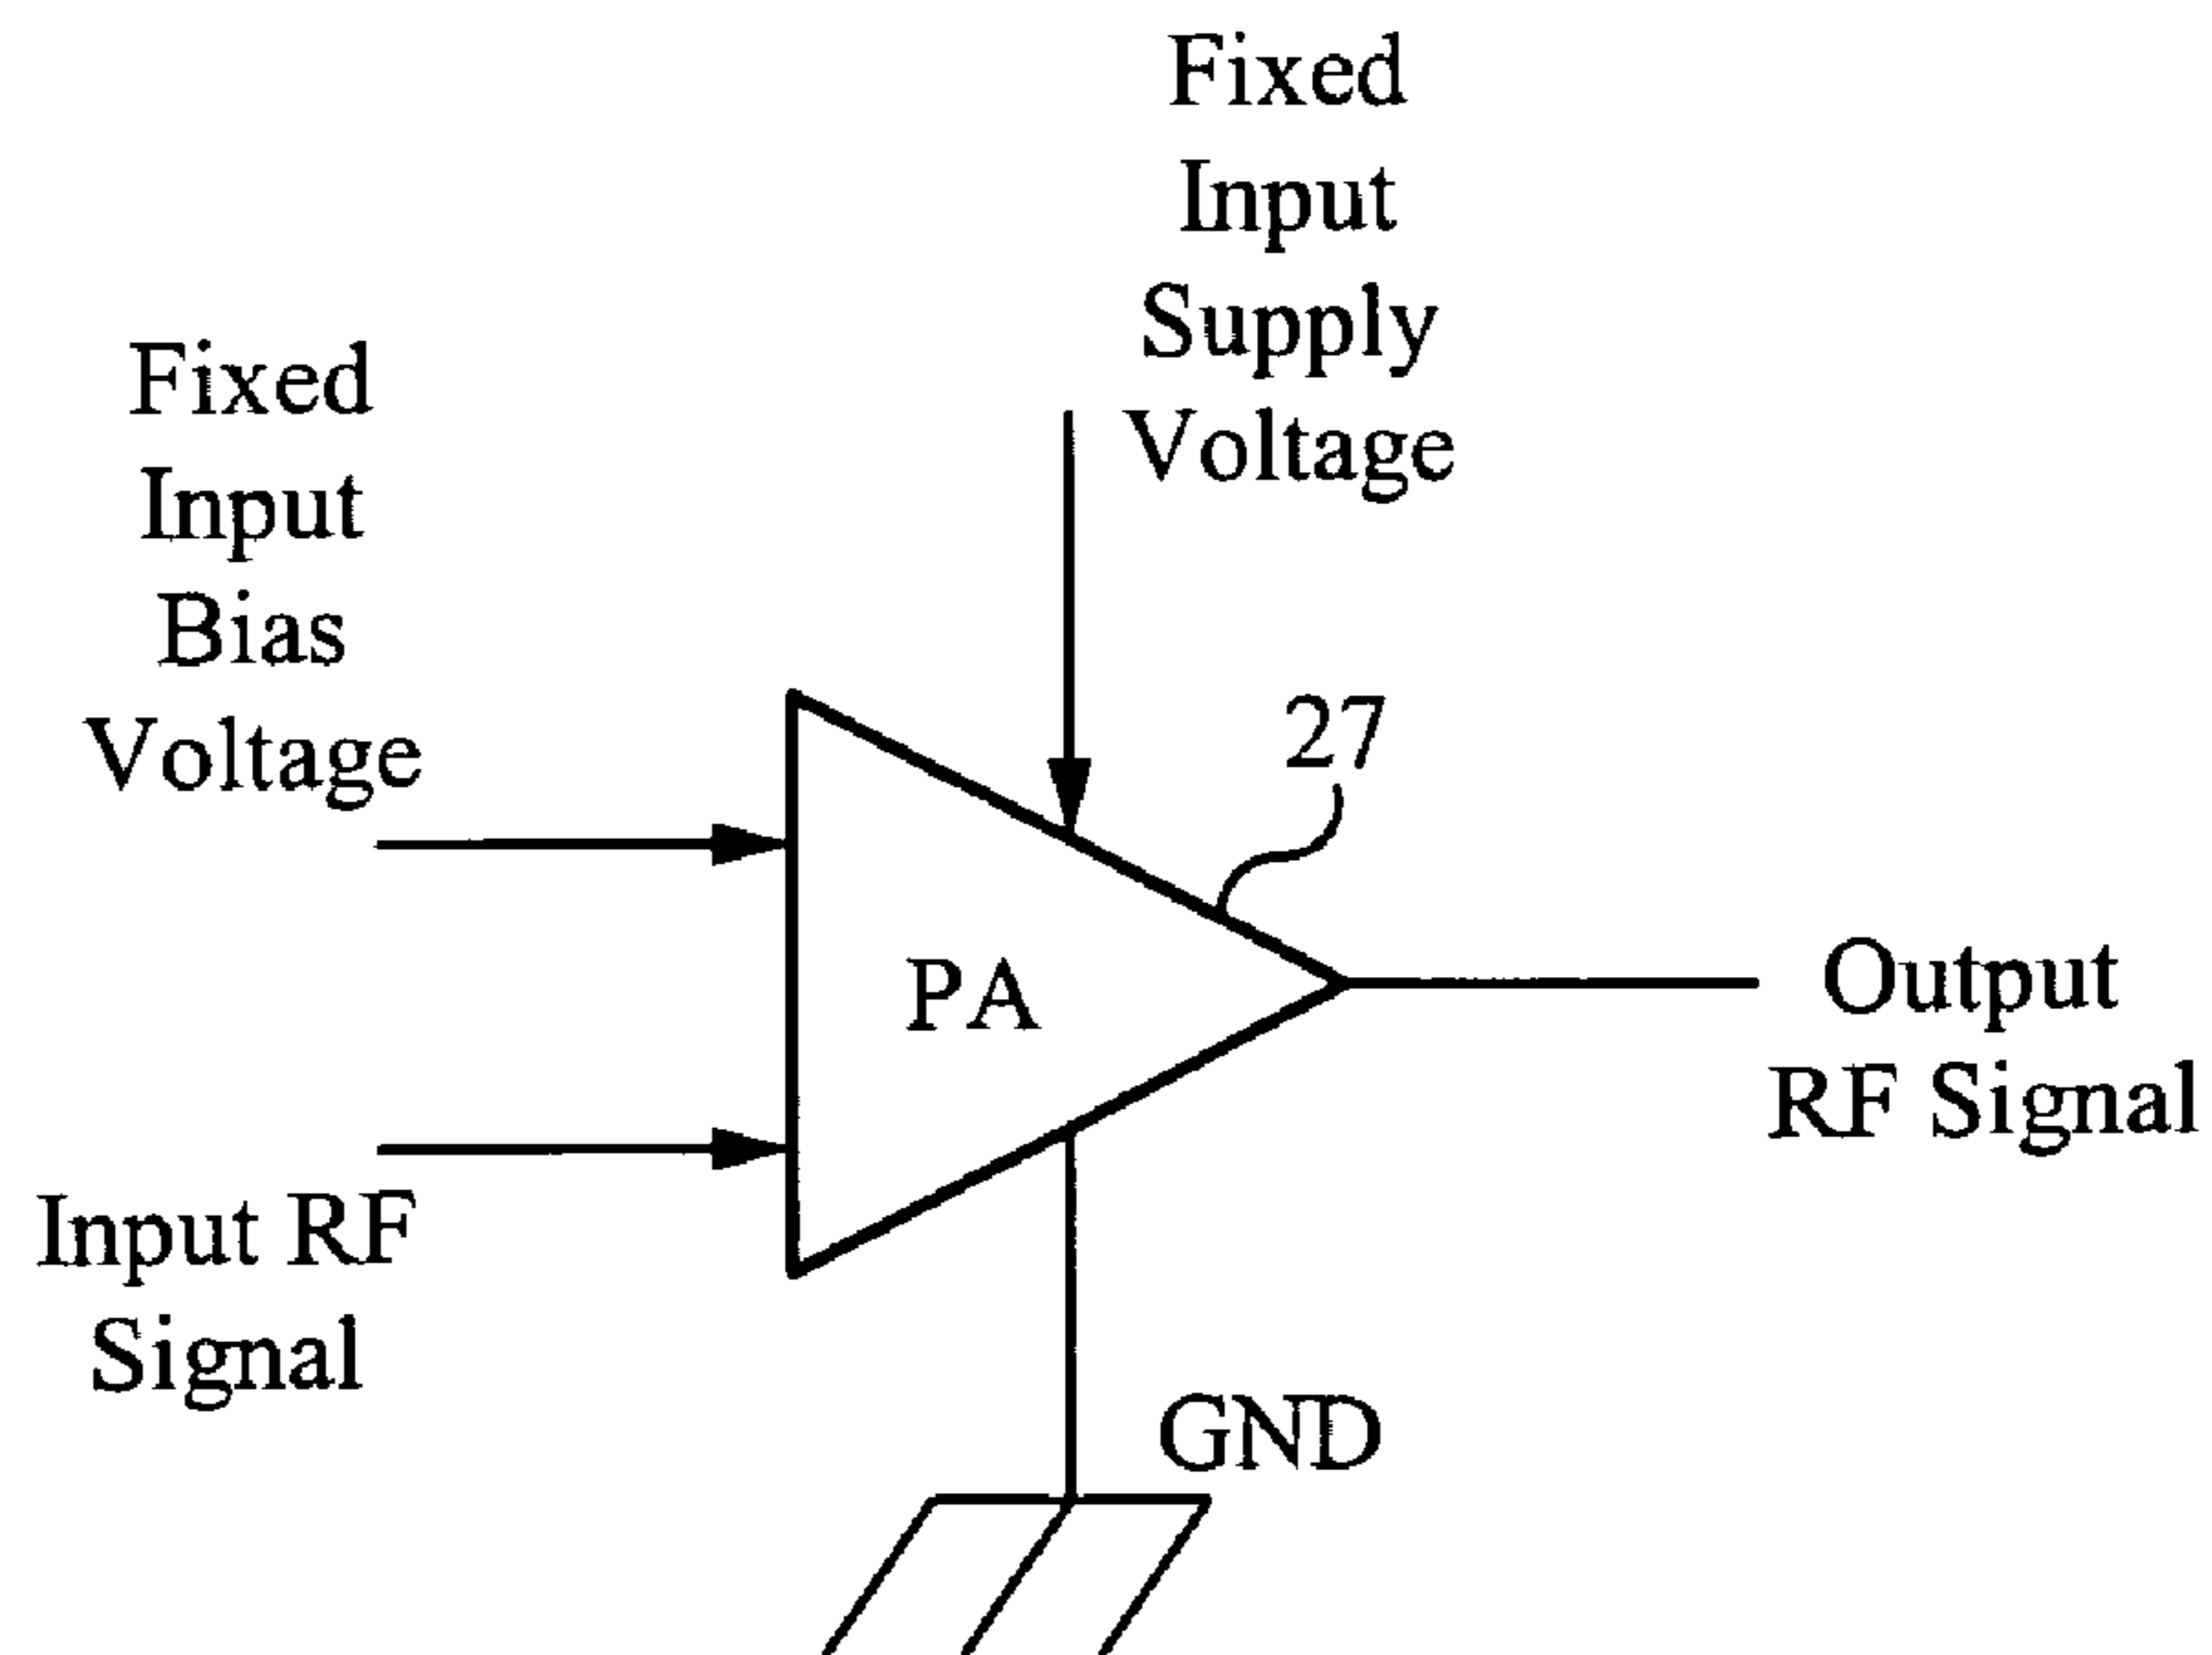 Fixed
Input
Supply
Voltage
Fixed
Input
Bias
Voltage
27
PA
Output
RF Signal
Input RF
Signal
GND